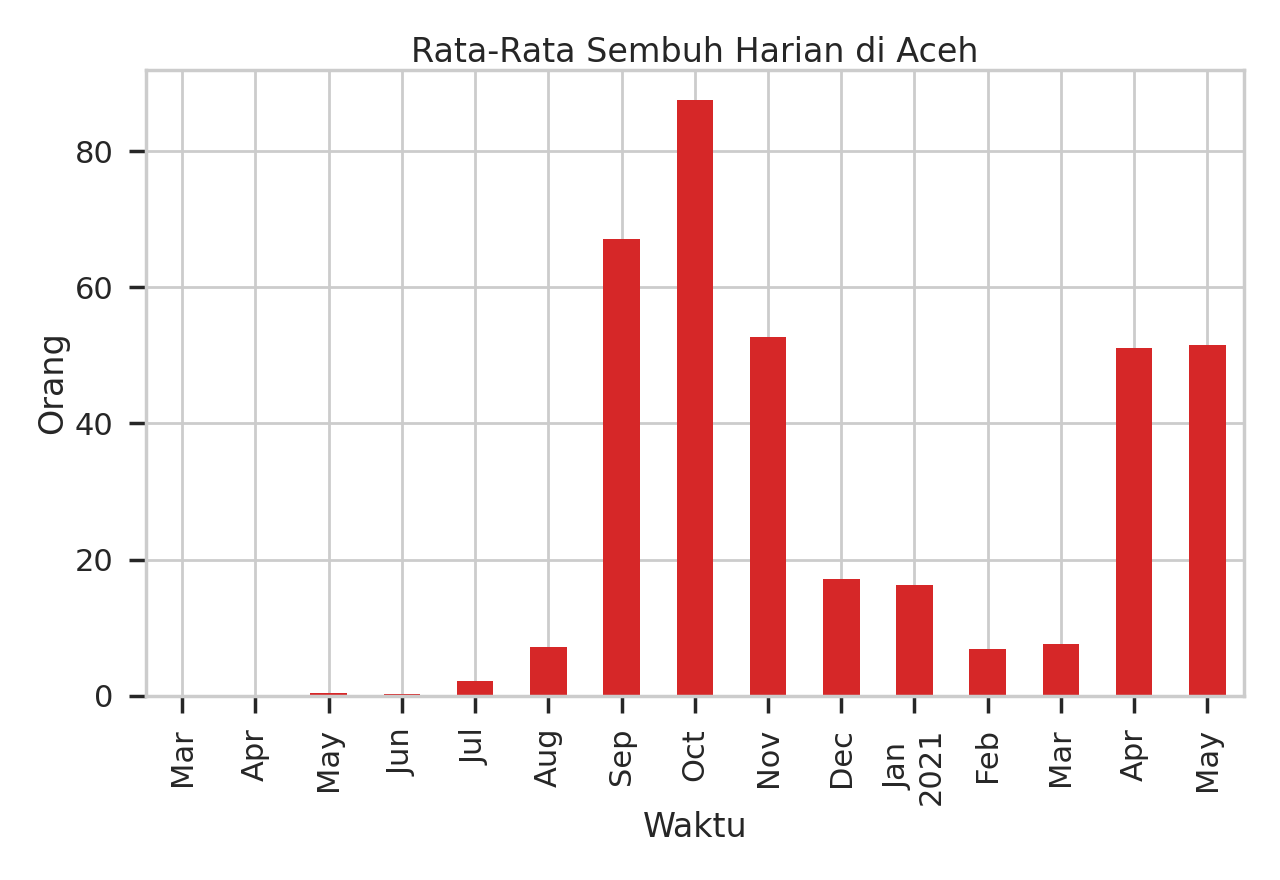 Rata-Rata Sembuh Harian di Aceh
Orang
80
60
40
20
0
Mar
Apr
May
Jun
Jul
Aug
Sep
Oct
Nov
Dec
Jan
2021
Feb
Mar
Apr
May
Waktu